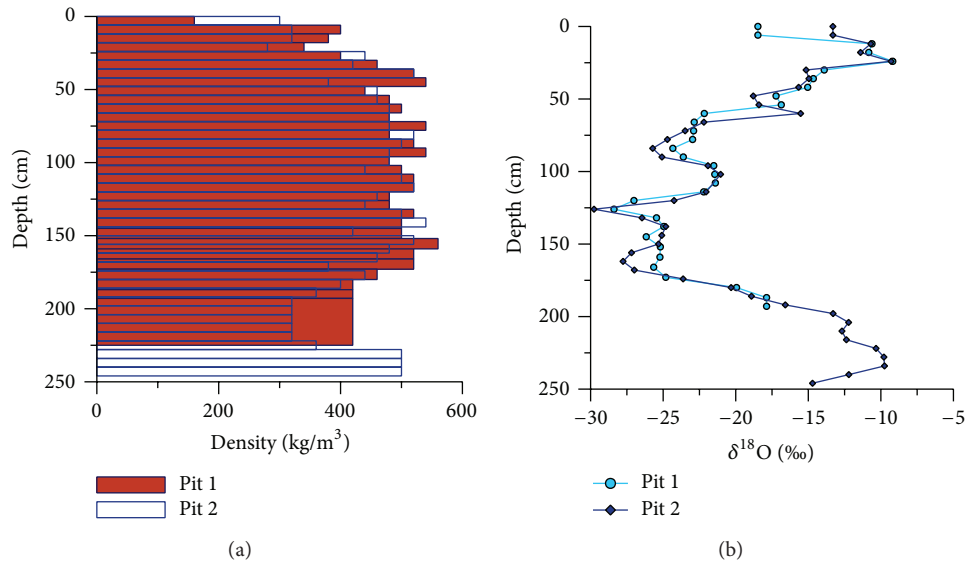 0
50
100
150
200
250
Depth (cm)
0 200 400 600
Density (kg/m³)
Pit 1
Pit 2
(a)
0
50
100
150
200
250
Depth (cm)
−30 −25 −20 −15 −10 −5
δ¹⁸O (‰)
Pit 1
Pit 2
(b)